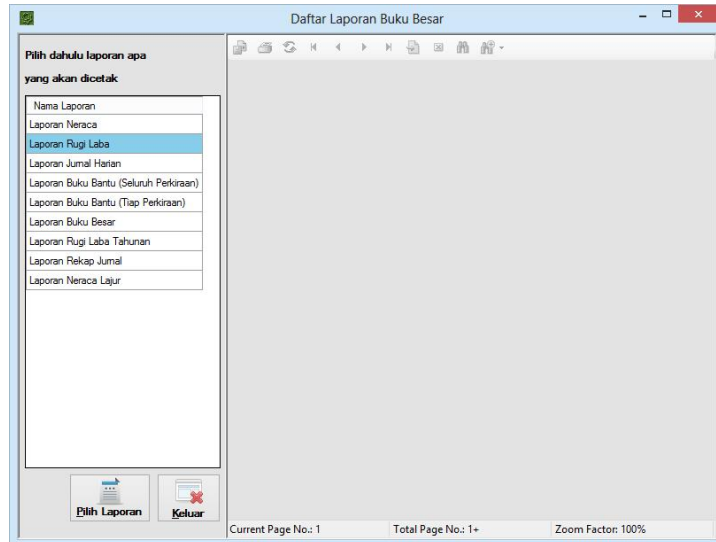 Daftar Laporan Buku Besar
Pilih dahulu laporan apa
yang akan dicetak
Nama Laporan
Laporan Neraca
Laporan Rugi Laba
Laporan Jurnal Harian
Laporan Buku Bantu (Seluruh Perkiraan)
Laporan Buku Bantu (Tiap Perkiraan)
Laporan Buku Besar
Laporan Rugi Laba Tahunan
Laporan Rekap Jurnal
Laporan Neraca Lajur
Pilih Laporan
Keluar
Current Page No.: 1
Total Page No.: 1+
Zoom Factor: 100%